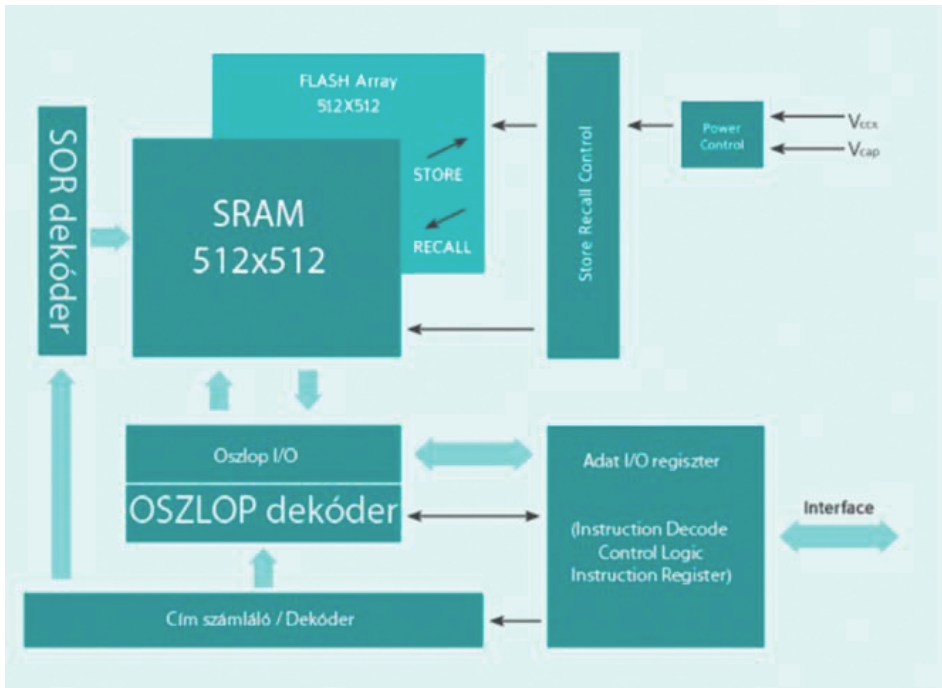 FLASH Array
512X512
STORE
RECALL
SRAM
512x512
SOR dekóder
Store Recall Control
Power
Control
Vccx
Vcap
Oszlop I/O
OSZLOP dekóder
Adat I/O regiszter
(Instruction Decode
Control Logic
Instruction Register)
Interface
Cím számláló / Dekóder